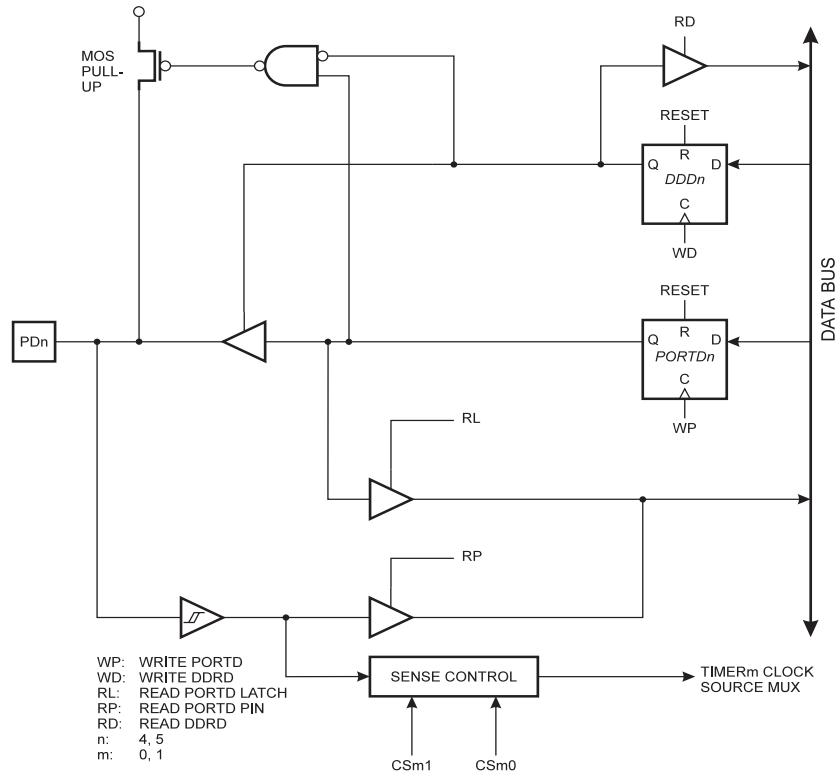 RD
MOS
PULL-
UP
RESET
R
Q
D
DDDn
C
WD
DATA BUS
RESET
R
PDn
Q
D
PORTDn
C
WP
RL
RP
WP: WRITE PORTD
WD: WRITE DDRD
RL: READ PORTD LATCH
RP: READ PORTD PIN
RD: READ DDRD
n: 4, 5
m: 0, 1
SENSE CONTROL
TIMERm CLOCK
SOURCE MUX
CSm1
CSm0